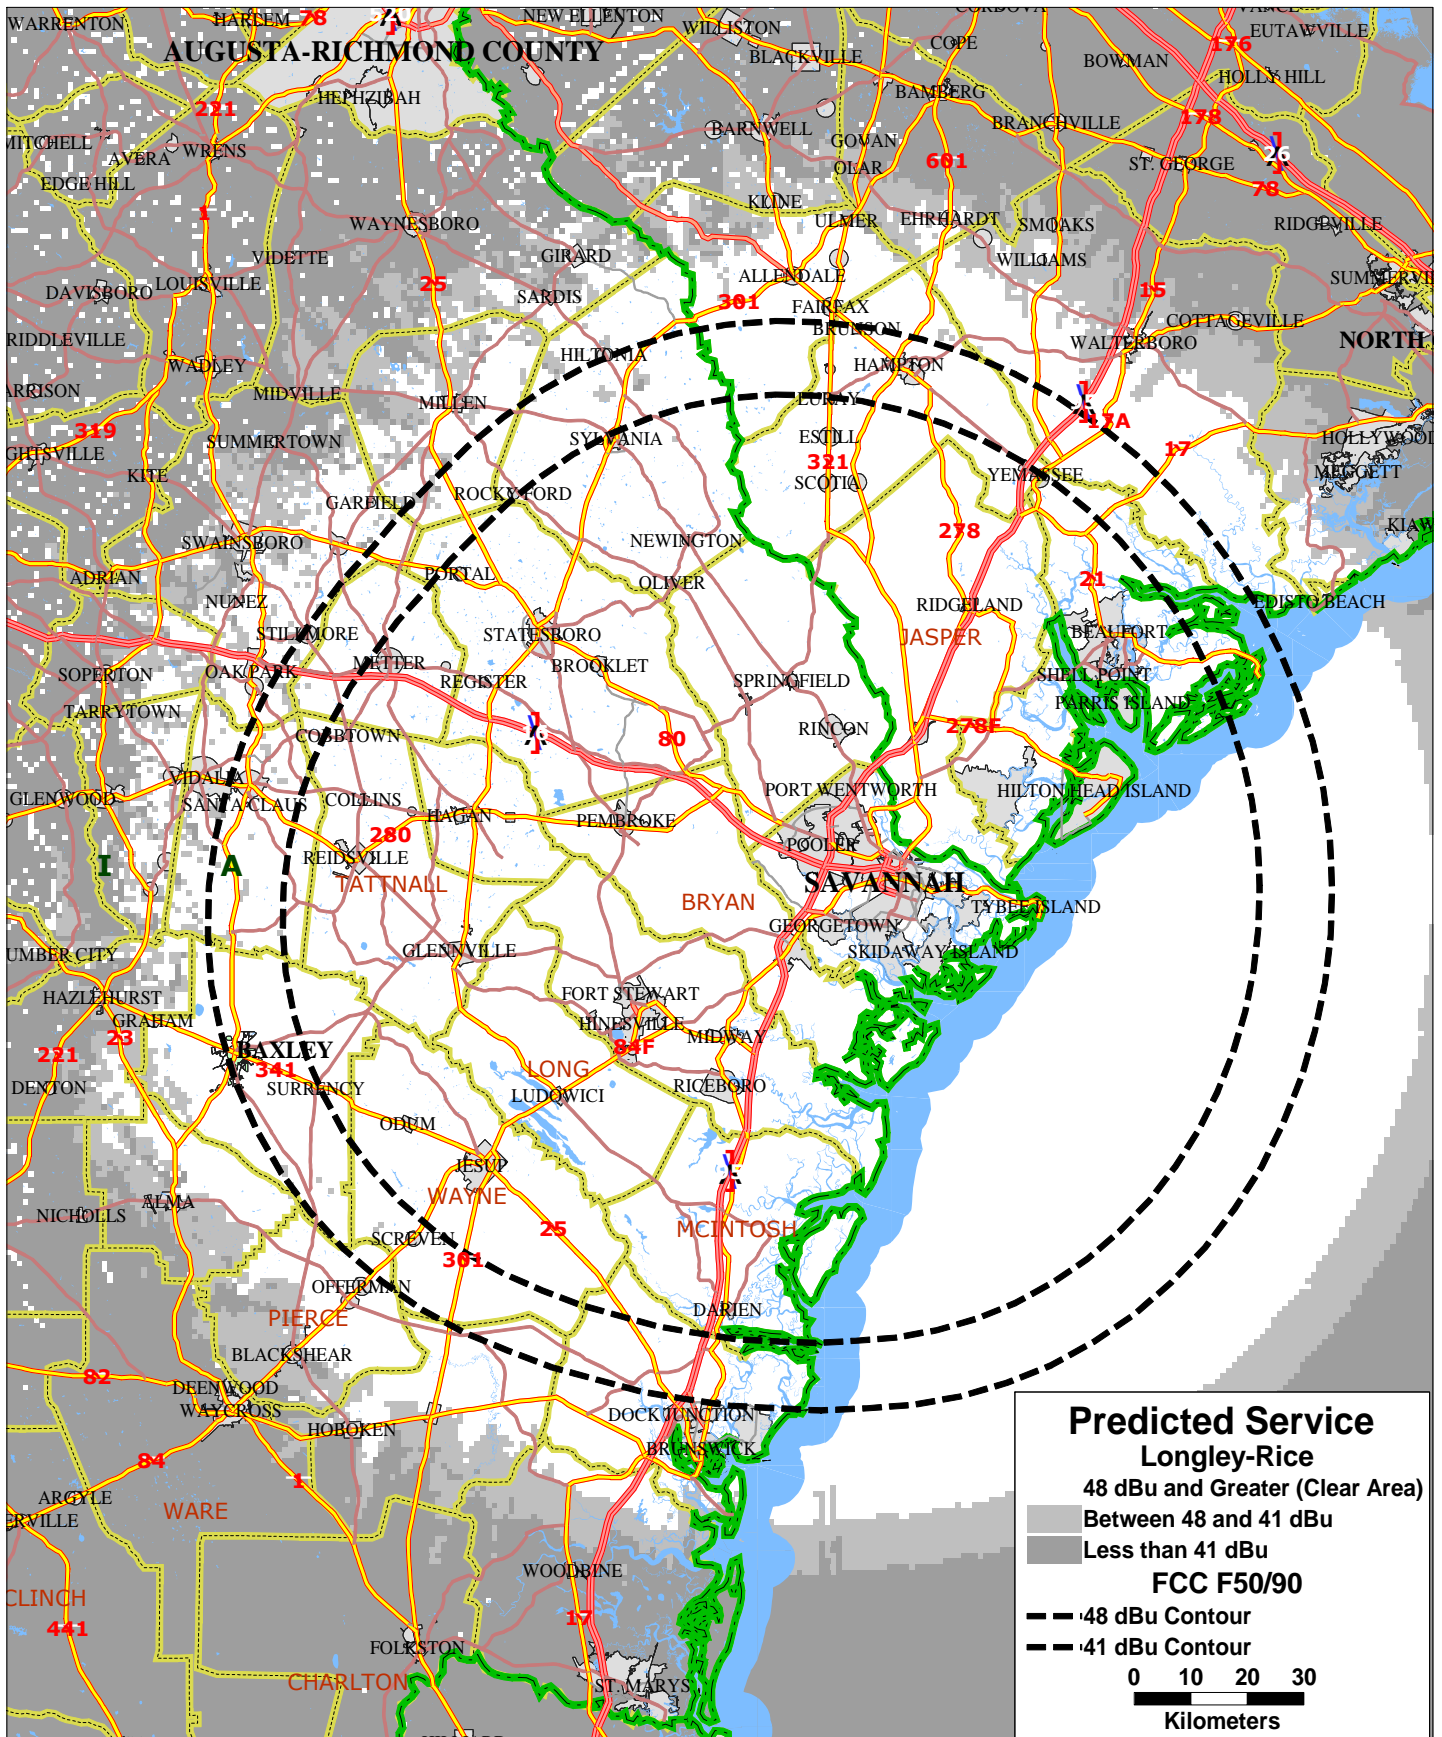 WARRENTON
HARLEM
78
NEW ELLENTON
WILLISTON
CORDOVA
VANCE
176
EUTAWVILLE
AUGUSTA-RICHMOND COUNTY
BLACKVILLE
COPE
BOWMAN
HOLLY HILL
HEPHZIBAH
221
BAMBERG
BARNWELL
BRANCHVILLE
178
MITCHELL
AVERA
WRENS
GOVAN
OLAR
601
ST. GEORGE
26
EDGE HILL
78
1
WAYNESBORO
KLINE
ULMER
EHRHARDT
SMOAKS
RIDGEVILLE
VIDETTE
GIRARD
WILLIAMS
DAVISBORO
LOUISVILLE
25
SARDIS
ALLENDALE
301
FAIRFAX
15
SUMMERVI
COTTAGEVILLE
RIDDLEVILLE
BRUNSON
WALTERBORO
NORTH
WADLEY
HILTONIA
HAMPTON
ARRISON
MIDVILLE
MILLEN
LURAY
17A
319
SUMMERTOWN
SYLVANIA
ESTILL
17
HOLLYWOOD
GHTSVILLE
321
MEGGETT
KITE
GARFIELD
ROCKY FORD
SCOTIA
YEMASSEE
KIAW
SWAINSBORO
NEWINGTON
278
ADRIAN
PORTAL
OLIVER
21
NUNEZ
RIDGELAND
EDISTO BEACH
STILLMORE
STATESBORO
JASPER
BEAUFORT
SOPERTON
OAK PARK
METTER
REGISTER
BROOKLET
SPRINGFIELD
SHELL POINT
TARRYTOWN
PARRIS ISLAND
COBBTOWN
80
RINCON
278F
VIDALIA
GLENWOOD
SANTA CLAUS
COLLINS
HAGAN
PEMBROKE
PORT WENTWORTH
HILTON HEAD ISLAND
280
POOLER
I
A
REIDSVILLE
TATTNALL
SAVANNAH
BRYAN
TYBEE ISLAND
GEORGETOWN
UMBER CITY
GLENNVILLE
SKIDAWAY ISLAND
HAZLEHURST
FORT STEWART
GRAHAM
HINESVILLE
23
BAXLEY
84F
MIDWAY
221
341
LONG
DENTON
SURRENCY
LUDOWICI
RICEBORO
ODUM
JESUP
NICHOLLS
ALMA
WAYNE
MCINTOSH
SCREVEN
25
301
OFFERMAN
DARIEN
PIERCE
BLACKSHEAR
82
DEENWOOD
WAYCROSS
HOBOKEN
DOCK JUNCTION
84
BRUNSWICK
1
ARGYLE
ERVILLE
WARE
WOODBINE
CLINCH
17
441
FOLKSTON
CHARLTON
ST. MARYS
Predicted Service
Longley-Rice
48 dBu and Greater (Clear Area)
Between 48 and 41 dBu
Less than 41 dBu
FCC F50/90
48 dBu Contour
41 dBu Contour
0 10 20 30
Kilometers